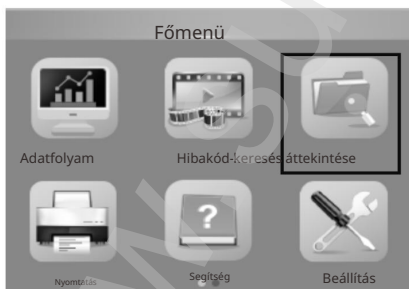 Főmenü
Adatfolyam
Hibakód-keresés áttekintése
Nyomtatás
Segítség
Beállítás